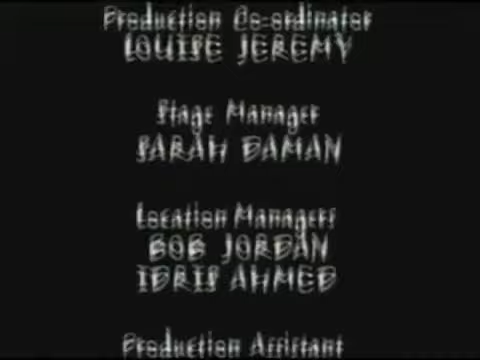 Production Co-ordinator
LOUISE JEREMY
Stage Manager
SARAH DAMAN
Location Managers
BOB JORDAN
IDRIS AHMED
Production Assistant